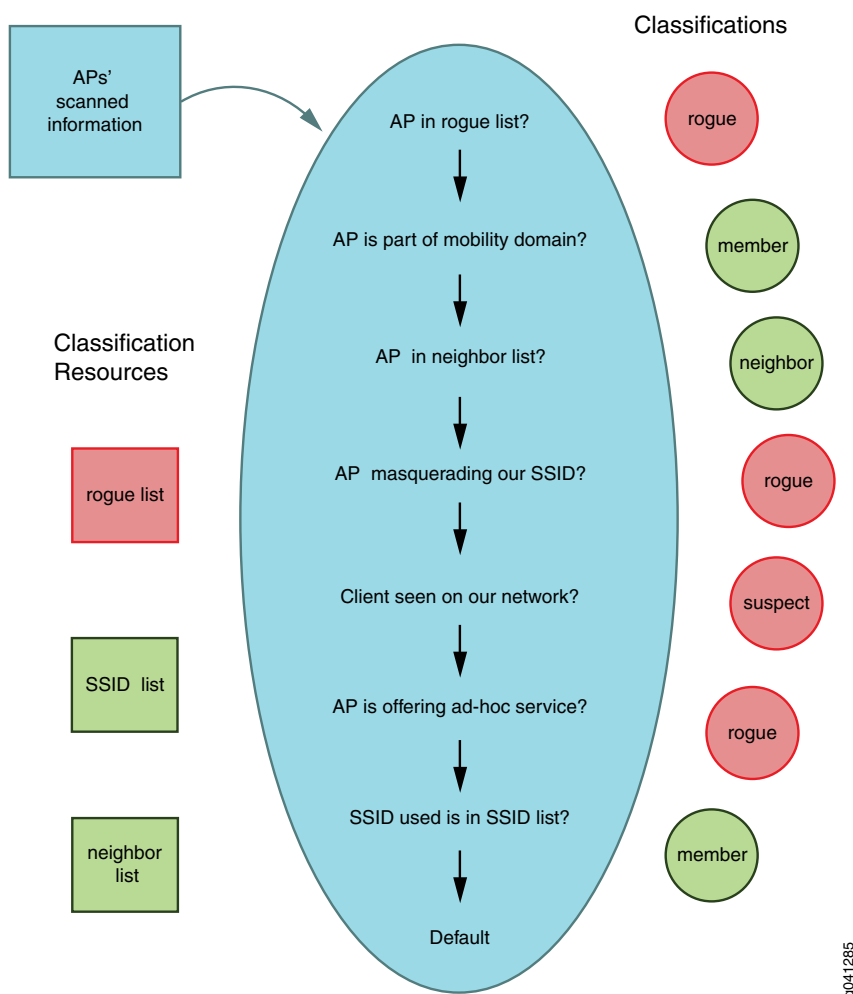 Classifications
APs'
scanned
information
AP in rogue list?
rogue
AP is part of mobility domain?
member
Classification
Resources
AP in neighbor list?
neighbor
rogue list
AP masquerading our SSID?
rogue
Client seen on our network?
suspect
SSID list
AP is offering ad-hoc service?
rogue
SSID used is in SSID list?
member
neighbor
list
Default
g041285